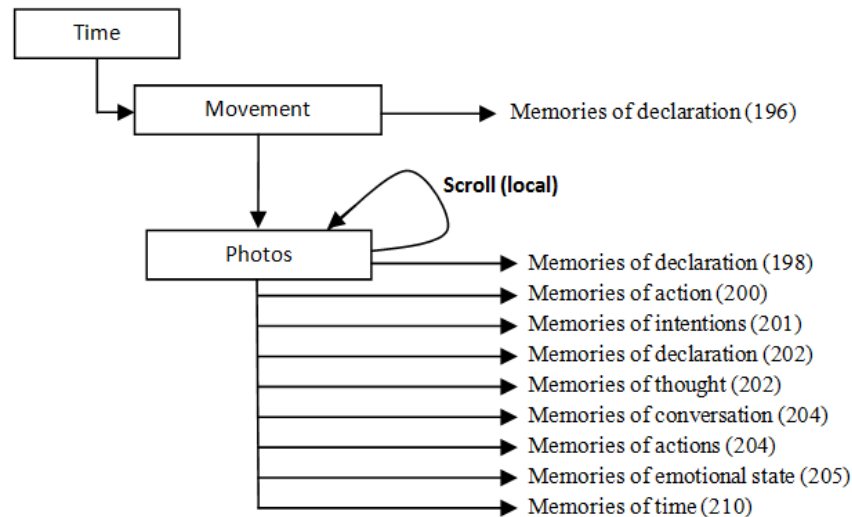 Time
Movement
Memories of declaration (196)
Scroll (local)
Photos
Memories of declaration (198)
Memories of action (200)
Memories of intentions (201)
Memories of declaration (202)
Memories of thought (202)
Memories of conversation (204)
Memories of actions (204)
Memories of emotional state (205)
Memories of time (210)